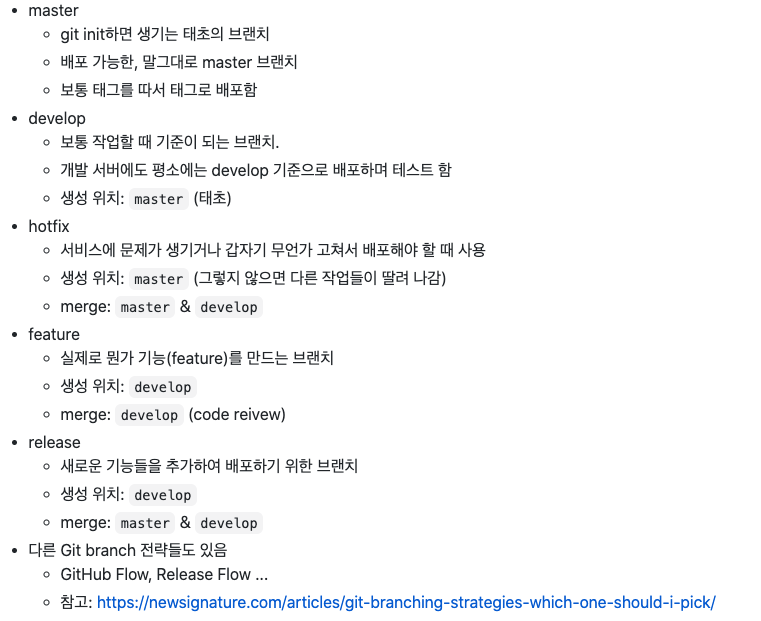 master
git init하면 생기는 태초의 브랜치
배포 가능한, 말그대로 master 브랜치
보통 태그를 따서 태그로 배포함
develop
보통 작업할 때 기준이 되는 브랜치.
개발 서버에도 평소에는 develop 기준으로 배포하며 테스트 함
생성 위치: master (태초)
hotfix
서비스에 문제가 생기거나 갑자기 무언가 고쳐서 배포해야 할 때 사용
생성 위치: master (그렇지 않으면 다른 작업들이 딸려 나감)
merge: master & develop
feature
실제로 뭔가 기능(feature)를 만드는 브랜치
생성 위치: develop
merge: develop (code reivew)
release
새로운 기능들을 추가하여 배포하기 위한 브랜치
생성 위치: develop
merge: master & develop
다른 Git branch 전략들도 있음
GitHub Flow, Release Flow ...
참고: https://newsignature.com/articles/git-branching-strategies-which-one-should-i-pick/